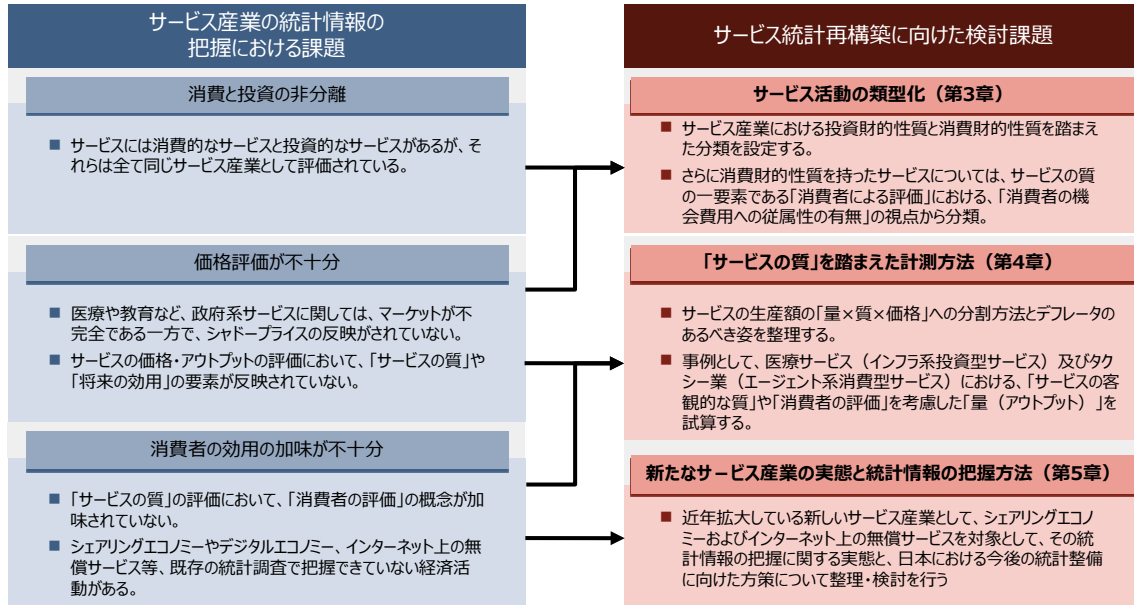 サービス産業の統計情報の
把握における課題
消費と投資の非分離
■ サービスには消費的なサービスと投資的なサービスがあるが、そ
れらは全て同じサービス産業として評価されている。
価格評価が不十分
■ 医療や教育など、政府系サービスに関しては、マーケットが不
完全である一方で、シャドープライスの反映がされていない。
■ サービスの価格・アウトプットの評価において、「サービスの質」や
「将来の効用」の要素が反映されていない。
消費者の効用の加味が不十分
■ 「サービスの質」の評価において、「消費者の評価」の概念が加
味されていない。
■ シェアリングエコノミーやデジタルエコノミー、インターネット上の無
償サービス等、既存の統計調査で把握できていない経済活
動がある。
サービス統計再構築に向けた検討課題
サービス活動の類型化（第3章）
■ サービス産業における投資財的性質と消費財的性質を踏まえ
た分類を設定する。
■ さらに消費財的性質を持ったサービスについては、サービスの質
の一要素である「消費者による評価」における、「消費者の機
会費用への従属性の有無」の視点から分類。
「サービスの質」を踏まえた計測方法（第4章）
■ サービスの生産額の「量×質×価格」への分割方法とデフレータの
あるべき姿を整理する。
■ 事例として、医療サービス（インフラ系投資型サービス）及びタク
シー業（エージェント系消費型サービス）における、「サービスの客
観的な質」や「消費者の評価」を考慮した「量（アウトプット）」を
試算する。
新たなサービス産業の実態と統計情報の把握方法（第5章）
■ 近年拡大している新しいサービス産業として、シェアリングエコノ
ミーおよびインターネット上の無償サービスを対象として、その統
計情報の把握に関する実態と、日本における今後の統計整備
に向けた方策について整理・検討を行う